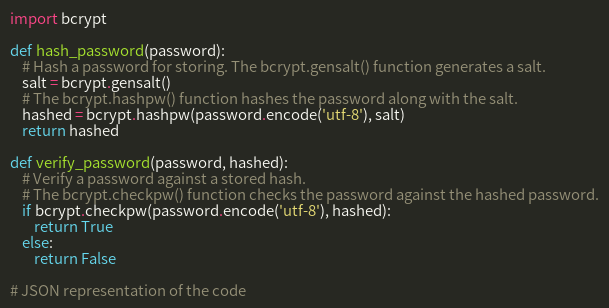 import bcrypt
def hash_password(password):
# Hash a password for storing. The bcrypt.gensalt() function generates a salt.
salt = bcrypt.gensalt()
# The bcrypt.hashpw() function hashes the password along with the salt.
hashed = bcrypt.hashpw(password.encode('utf-8'), salt)
return hashed
def verify_password(password, hashed):
# Verify a password against a stored hash.
# The bcrypt.checkpw() function checks the password against the hashed password.
if bcrypt.checkpw(password.encode('utf-8'), hashed):
return True
else:
return False
# JSON representation of the code